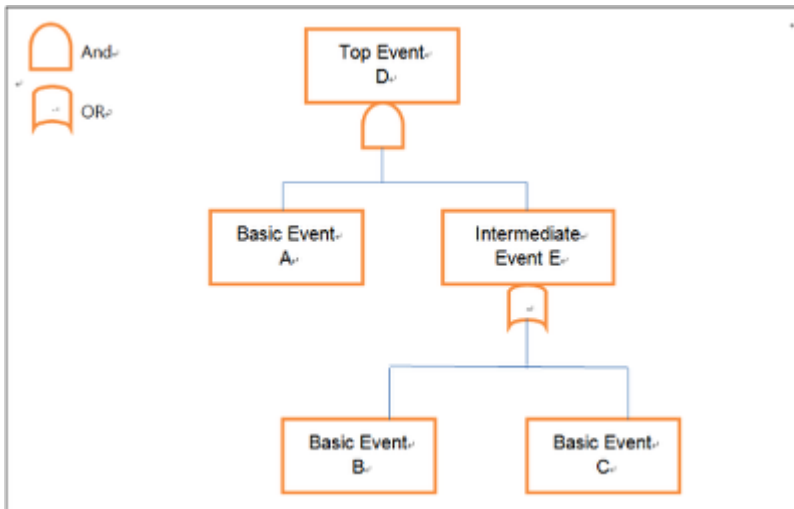 And
OR
Top Event
D
Basic Event
A
Intermediate
Event E
Basic Event
B
Basic Event
C